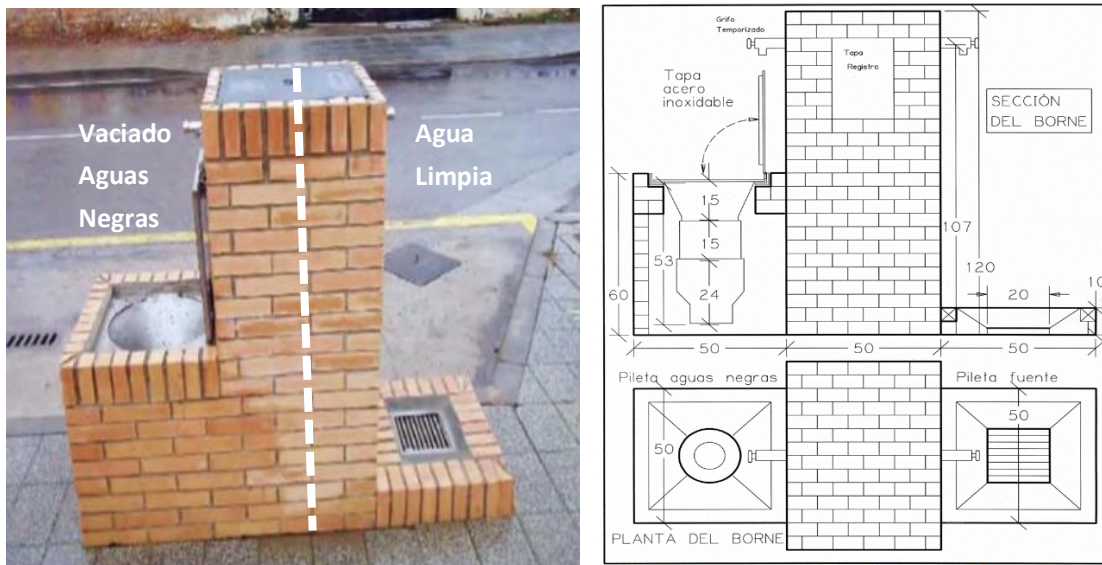 Vaciado
Aguas
Negras
Agua
Limpia
Grifo
Temporizado
Tapa
Registro
Tapa
acero
inoxidable
SECCIÓN
DEL BORNE
15
15
53
24
60
107
120
20
10
50
50
50
Pileta aguas negras
Pileta fuente
50
50
PLANTA DEL BORNE